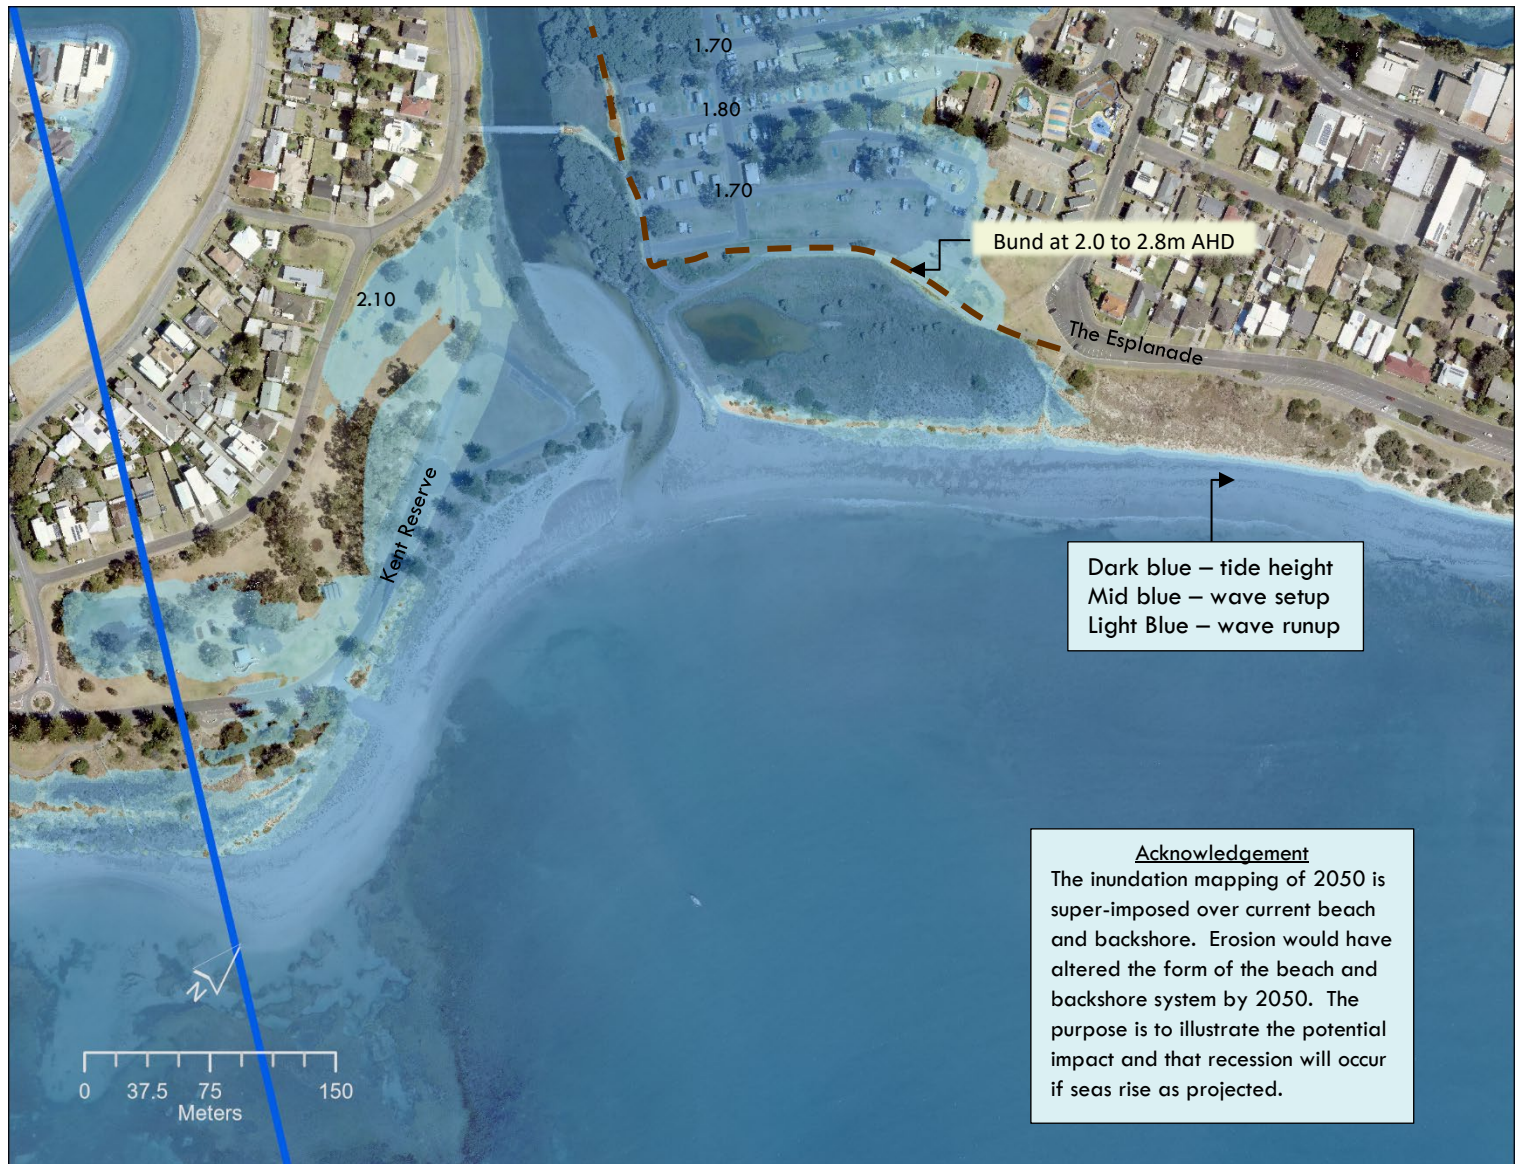 1.70
1.80
1.70
Bund at 2.0 to 2.8m AHD
2.10
The Esplanade
Kent Reserve
Dark blue – tide height
Mid blue – wave setup
Light Blue – wave runup
Acknowledgement
The inundation mapping of 2050 is
super-imposed over current beach
and backshore.  Erosion would have
altered the form of the beach and
backshore system by 2050.  The
purpose is to illustrate the potential
impact and that recession will occur
if seas rise as projected.
N
0 37.5 75 150
Meters